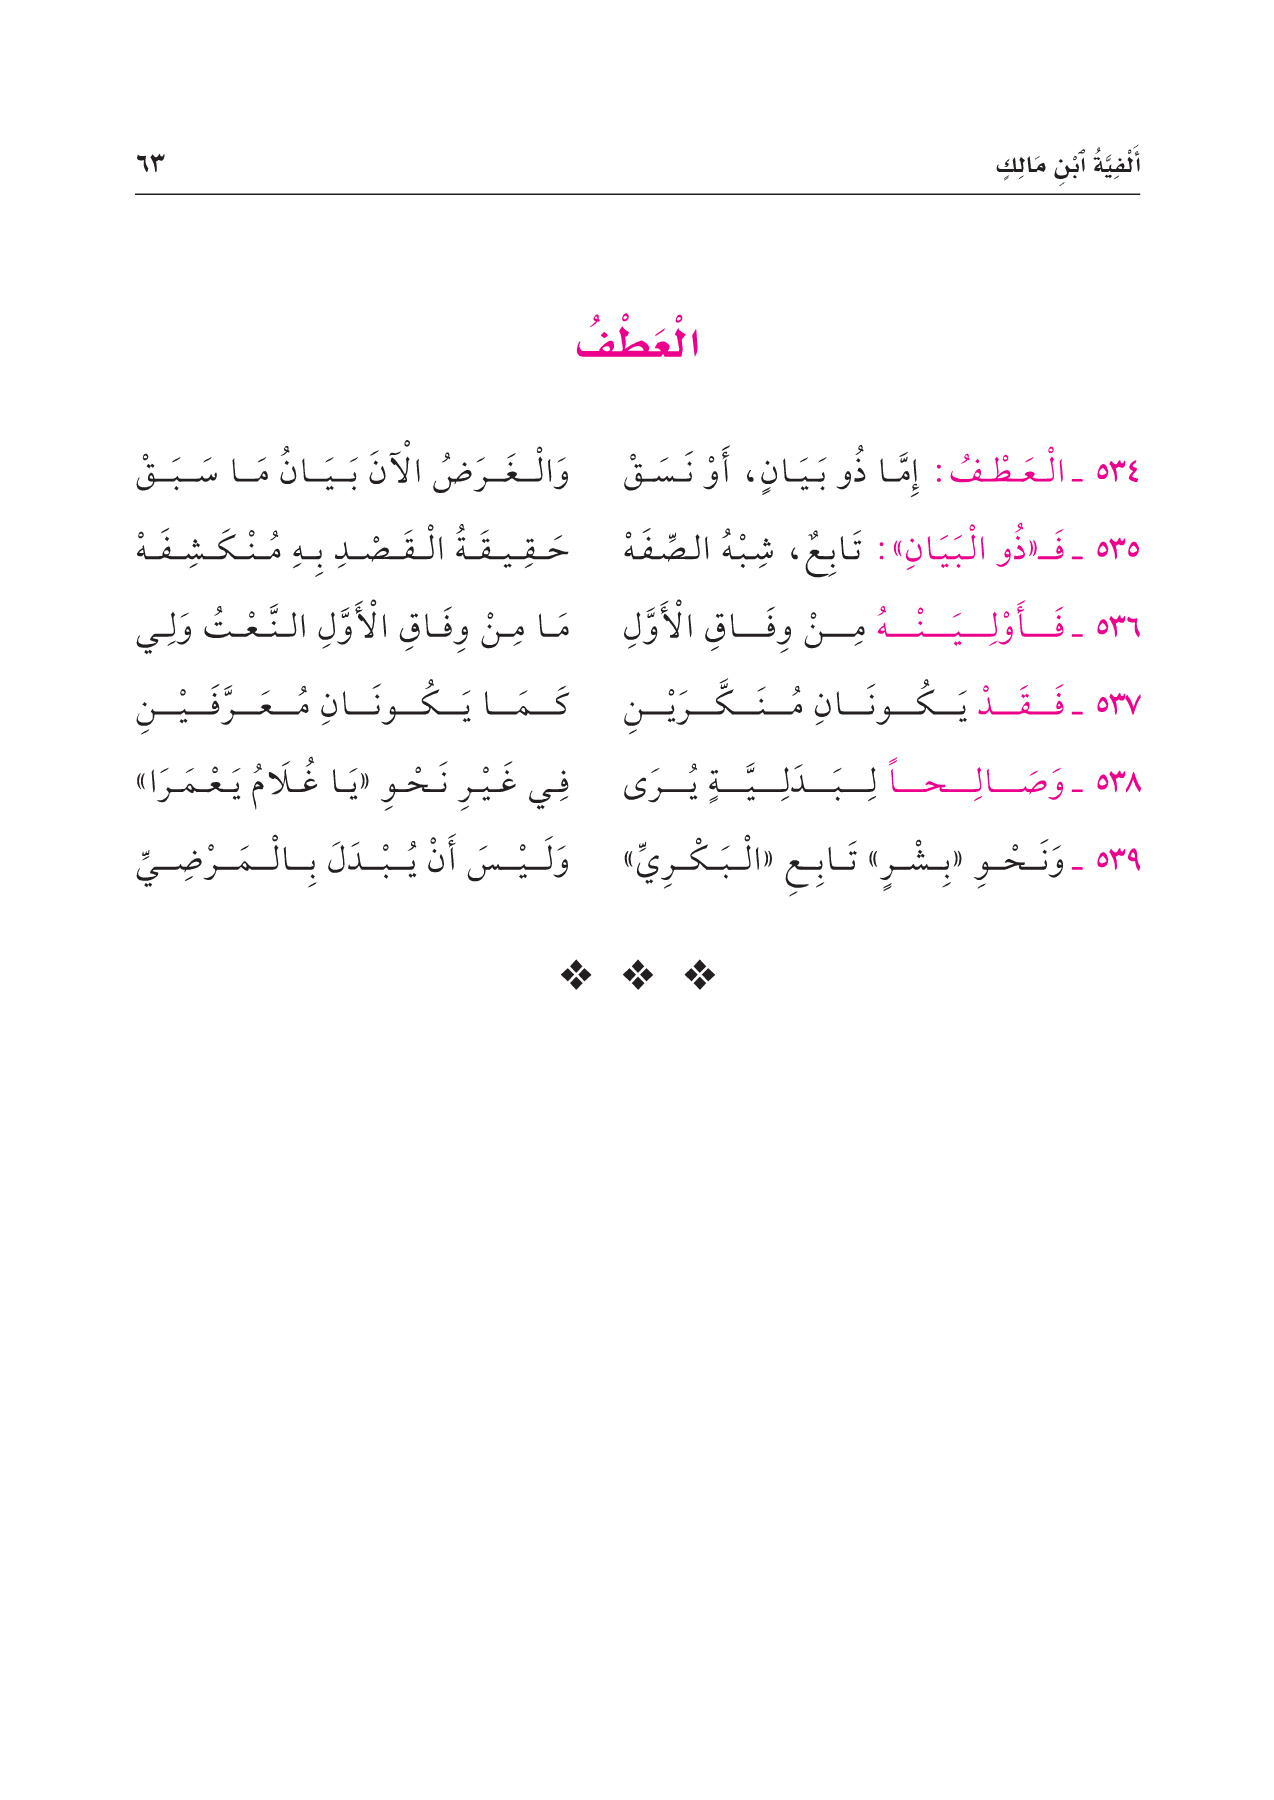 أَلْفِيَّةُ ٱبْنِ مَالِكٍ ٦٣
الْعَطْفُ
٥٣٤ - الْعَطْفُ: إِمَّا ذُو بَيَانٍ، أَوْ نَسَقْ وَالْغَرَضُ الْآنَ بَيَانُ مَا سَبَقْ
٥٣٥ - فَـ«ذُو الْبَيَانِ»: تَابِعٌ، شِبْهُ الصِّفَهْ حَقِيقَةُ الْقَصْدِ بِهِ مُنْكَشِفَهْ
٥٣٦ - فَأَوْلِيَنْهُ مِنْ وِفَاقِ الْأَوَّلِ مَا مِنْ وِفَاقِ الْأَوَّلِ النَّعْتُ وَلِي
٥٣٧ - فَقَدْ يَكُونَانِ مُنَكَّرَيْنِ كَمَا يَكُونَانِ مُعَرَّفَيْنِ
٥٣٨ - وَصَالِحاً لِبَدَلِيَّةٍ يُرَى فِي غَيْرِ نَحْوِ «يَا غُلَامُ يَعْمَرَا»
٥٣٩ - وَنَحْوِ «بِشْرٍ» تَابِعِ «الْبَكْرِيِّ» وَلَيْسَ أَنْ يُبْدَلَ بِالْمَرْضِيِّ